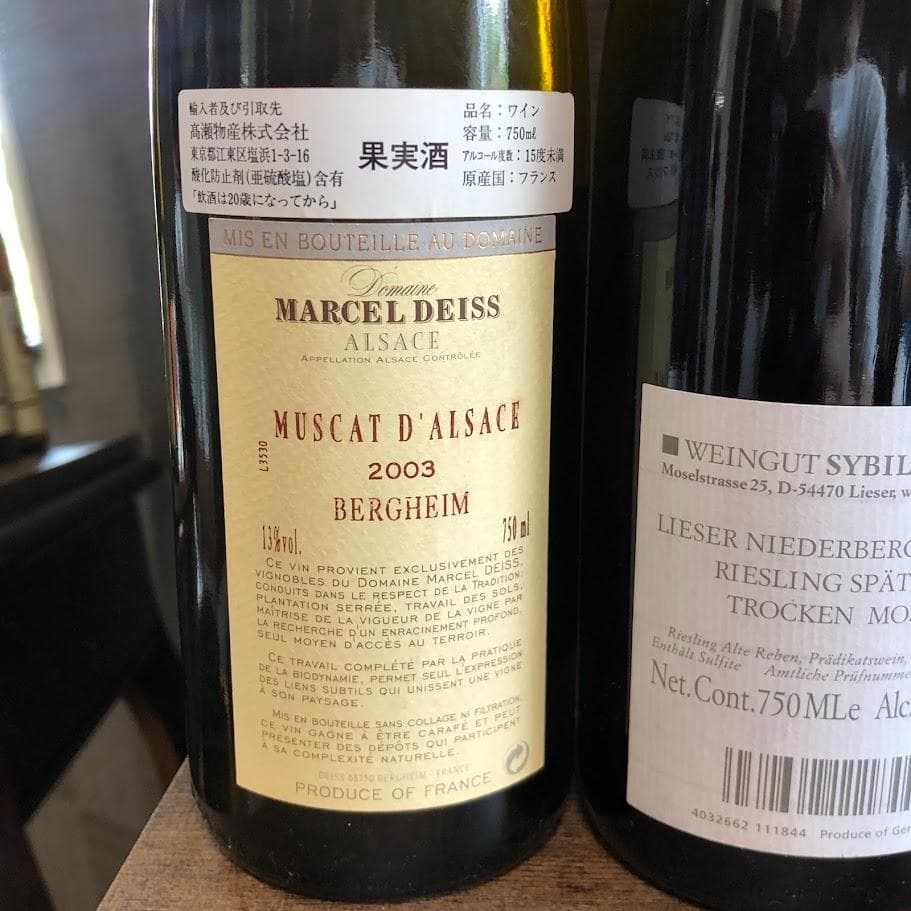 輸入者及び引取先
高瀬物産株式会社
東京都江東区塩浜1-3-16
酸化防止剤(亜硫酸塩)含有
「飲酒は20歳になってから」
果実酒
品名：ワイン
容量：750mℓ
アルコール度数：15度未満
原産国：フランス
MIS EN BOUTEILLE AU DOMAINE
Domaine
MARCEL DEISS
ALSACE
APPELLATION ALSACE CONTRÔLÉE
MUSCAT D'ALSACE
L3530
2003
BERGHEIM
13%vol.
750 ml
CE VIN PROVIENT EXCLUSIVEMENT DES
VIGNOBLES DU DOMAINE MARCEL DEISS,
CONDUITS DANS LE RESPECT DE LA TRADITION:
PLANTATION SERRÉE, TRAVAIL DES SOLS,
MAÎTRISE DE LA VIGUEUR DE LA VIGNE PAR
LA RECHERCHE D'UN ENRACINEMENT PROFOND,
SEUL MOYEN D'ACCÈS AU TERROIR.
CE TRAVAIL COMPLÉTÉ PAR LA PRATIQUE
DE LA BIODYNAMIE, PERMET SEUL L'EXPRESSION
DES LIENS SUBTILS QUI UNISSENT UNE VIGNE
À SON PAYSAGE.
MIS EN BOUTEILLE SANS COLLAGE NI FILTRATION,
CE VIN GAGNE À ÊTRE CARAFÉ ET PEUT
PRÉSENTER DES DÉPÔTS QUI PARTICIPENT
À SA COMPLEXITÉ NATURELLE.
DEISS 68750 BERGHEIM - FRANCE
PRODUCE OF FRANCE
WEINGUT SYBIL
Moselstrasse 25, D-54470 Lieser, w
LIESER NIEDERBERG
RIESLING SPÄT
TROCKEN MO
Riesling Alte Reben, Prädikatswein,
Enthält Sulfite Amtliche Prüfnumme
Net.Cont.750MLe Alc.
4032662 111844 Produce of Ger